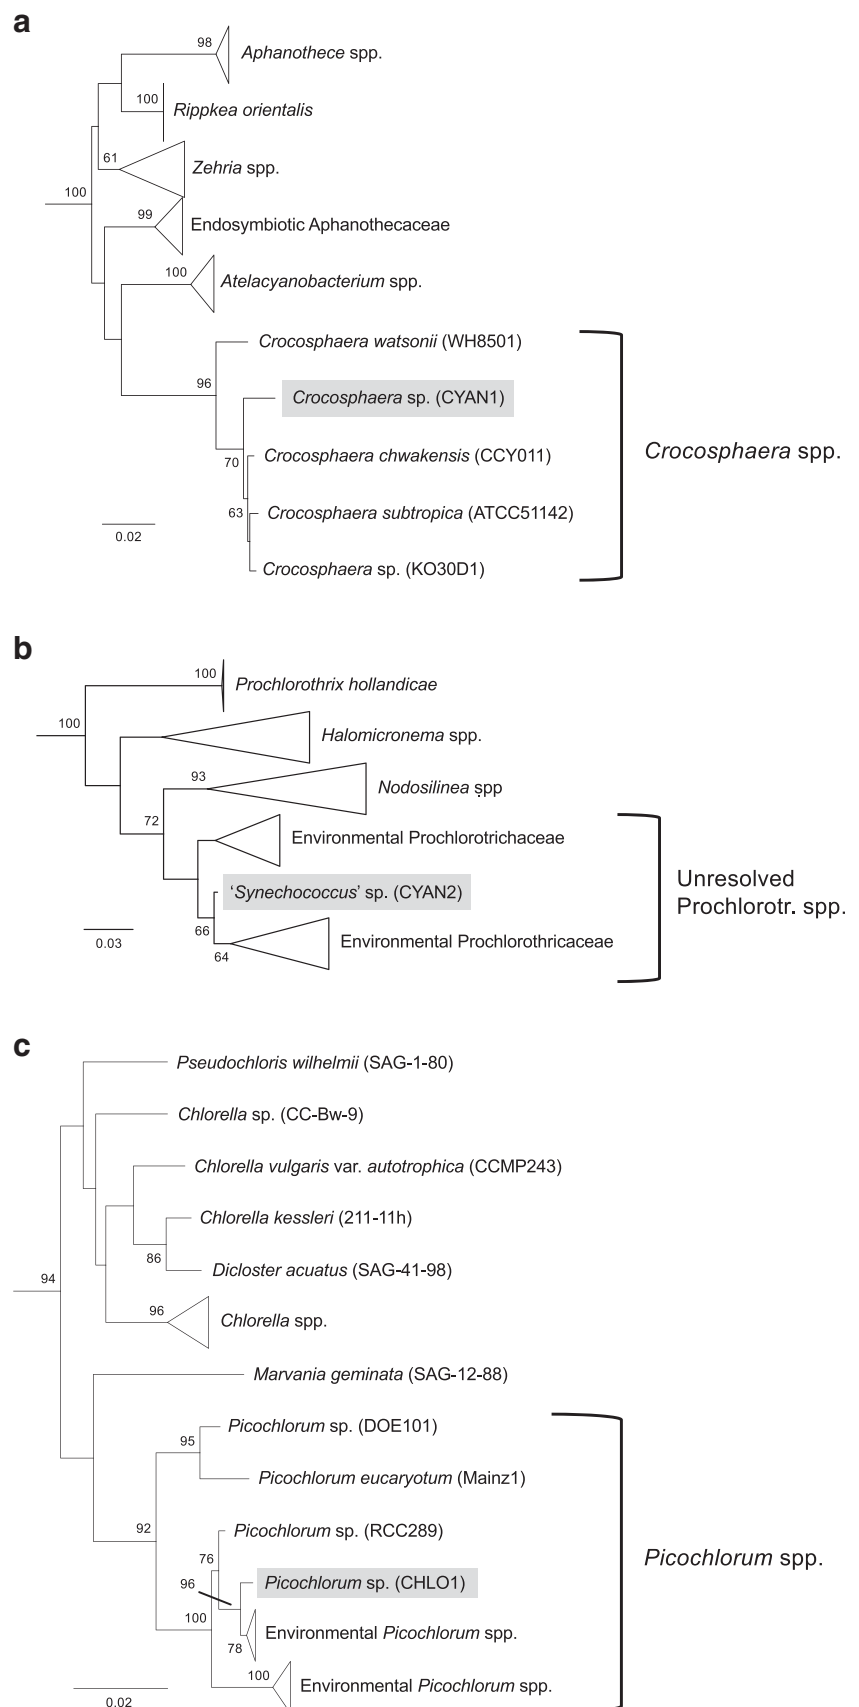 a
98
Aphanothece spp.
100
Rippkea orientalis
61
Zehria spp.
100
99
Endosymbiotic Aphanothecaceae
100
Atelacyanobacterium spp.
Crocosphaera watsonii (WH8501)
96
Crocosphaera sp. (CYAN1)
70
Crocosphaera chwakensis (CCY011)
Crocosphaera spp.
63
Crocosphaera subtropica (ATCC51142)
0.02
Crocosphaera sp. (KO30D1)
b
100
Prochlorothrix hollandicae
100
Halomicronema spp.
93
Nodosilinea spp
72
Environmental Prochlorotrichaceae
'Synechococcus' sp. (CYAN2)
Unresolved
Prochlorotr. spp.
66
0.03
Environmental Prochlorothricaceae
64
c
Pseudochloris wilhelmii (SAG-1-80)
Chlorella sp. (CC-Bw-9)
Chlorella vulgaris var. autotrophica (CCMP243)
Chlorella kessleri (211-11h)
86
Dicloster acuatus (SAG-41-98)
94
96
Chlorella spp.
Marvania geminata (SAG-12-88)
Picochlorum sp. (DOE101)
95
Picochlorum eucaryotum (Mainz1)
92
Picochlorum sp. (RCC289)
76
Picochlorum spp.
96
Picochlorum sp. (CHLO1)
100
Environmental Picochlorum spp.
78
100
Environmental Picochlorum spp.
0.02